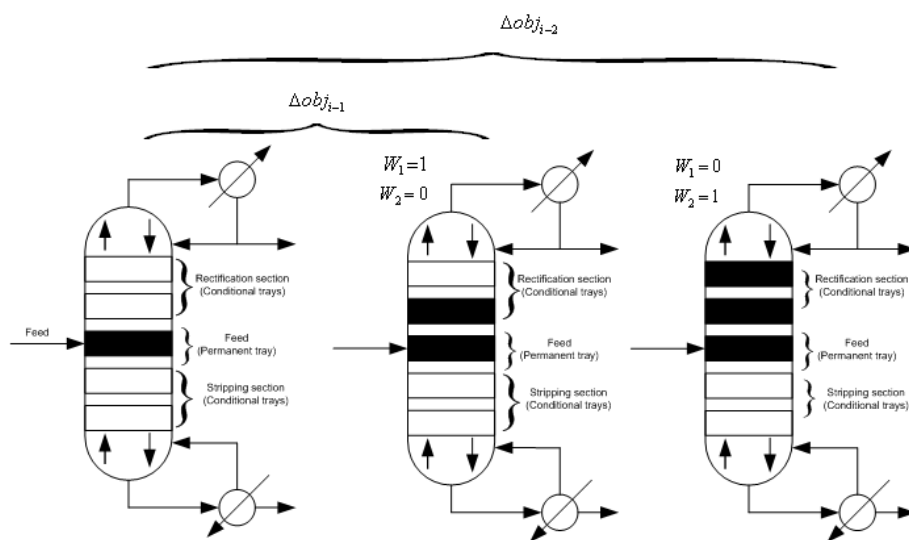 Δobj_{i-2}
Δobj_{i-1}
W_1=1
W_2=0
W_1=0
W_2=1
Rectification section
(Conditional trays)
Feed
Feed
(Permanent tray)
Stripping section
(Conditional trays)
Rectification section
(Conditional trays)
Feed
(Permanent tray)
Stripping section
(Conditional trays)
Rectification section
(Conditional trays)
Feed
(Permanent tray)
Stripping section
(Conditional trays)